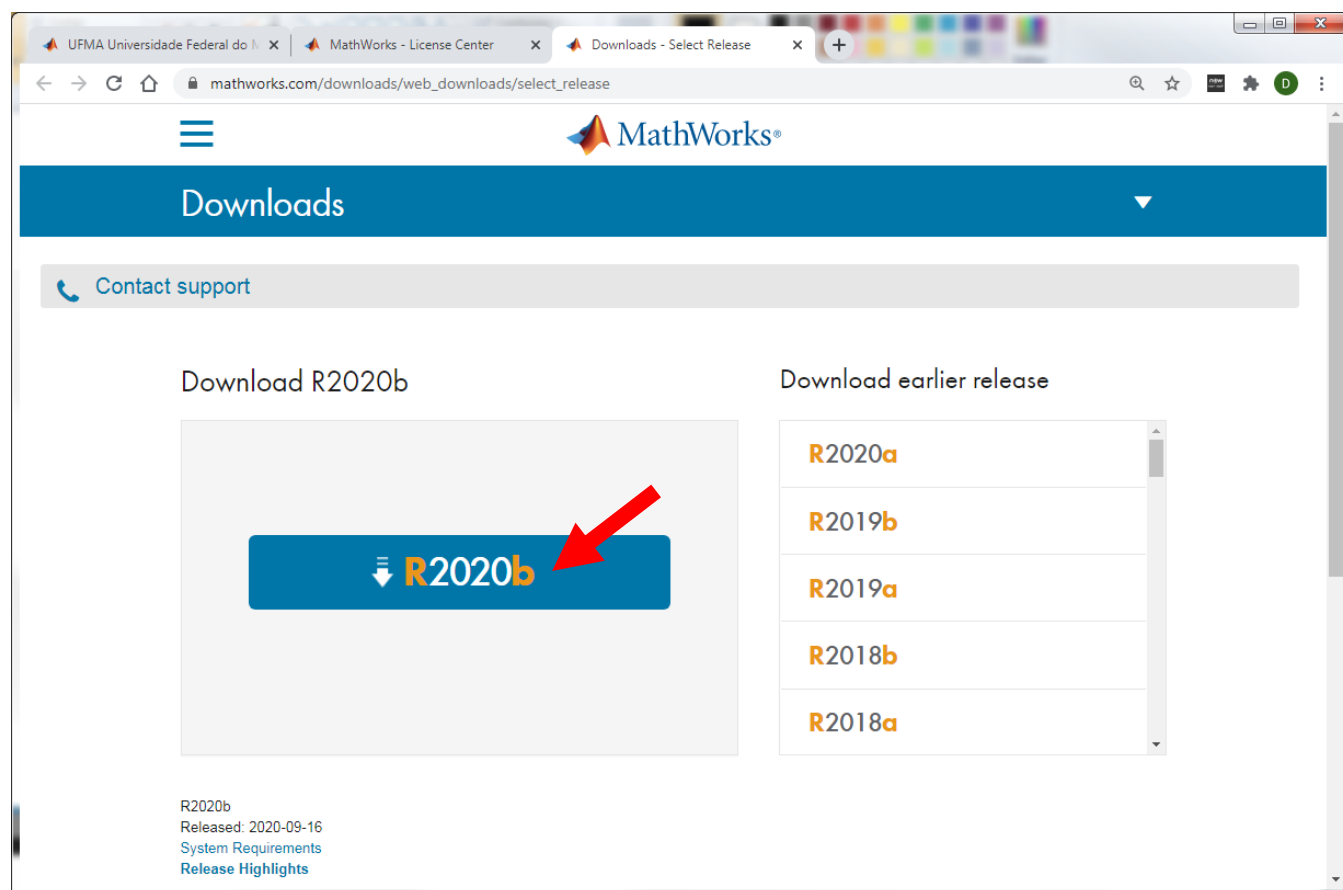 UFMA Universidade Federal do M
MathWorks - License Center
Downloads - Select Release
mathworks.com/downloads/web_downloads/select_release
D
MathWorks®
Downloads
Contact support
Download R2020b
R2020b
Download earlier release
R2020a
R2019b
R2019a
R2018b
R2018a
R2020b
Released: 2020-09-16
System Requirements
Release Highlights